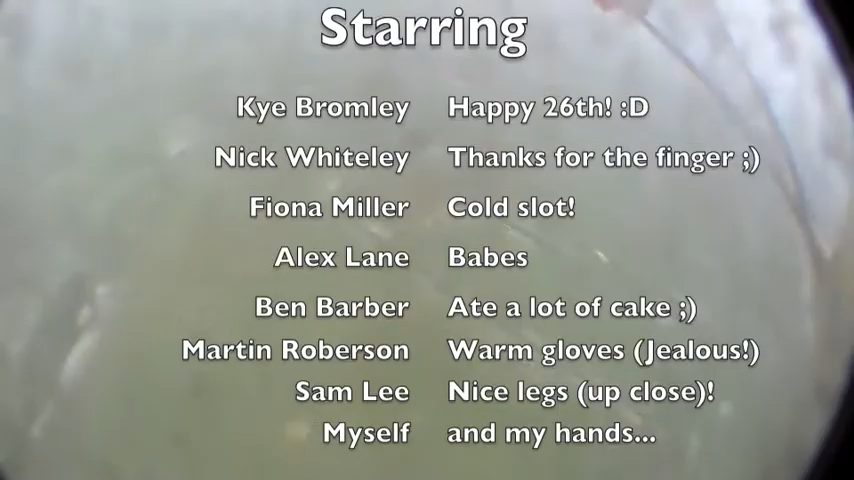 Starring
Kye Bromley Happy 26th! :D
Nick Whiteley Thanks for the finger ;)
Fiona Miller Cold slot!
Alex Lane Babes
Ben Barber Ate a lot of cake ;)
Martin Roberson Warm gloves (Jealous!)
Sam Lee Nice legs (up close)!
Myself and my hands...